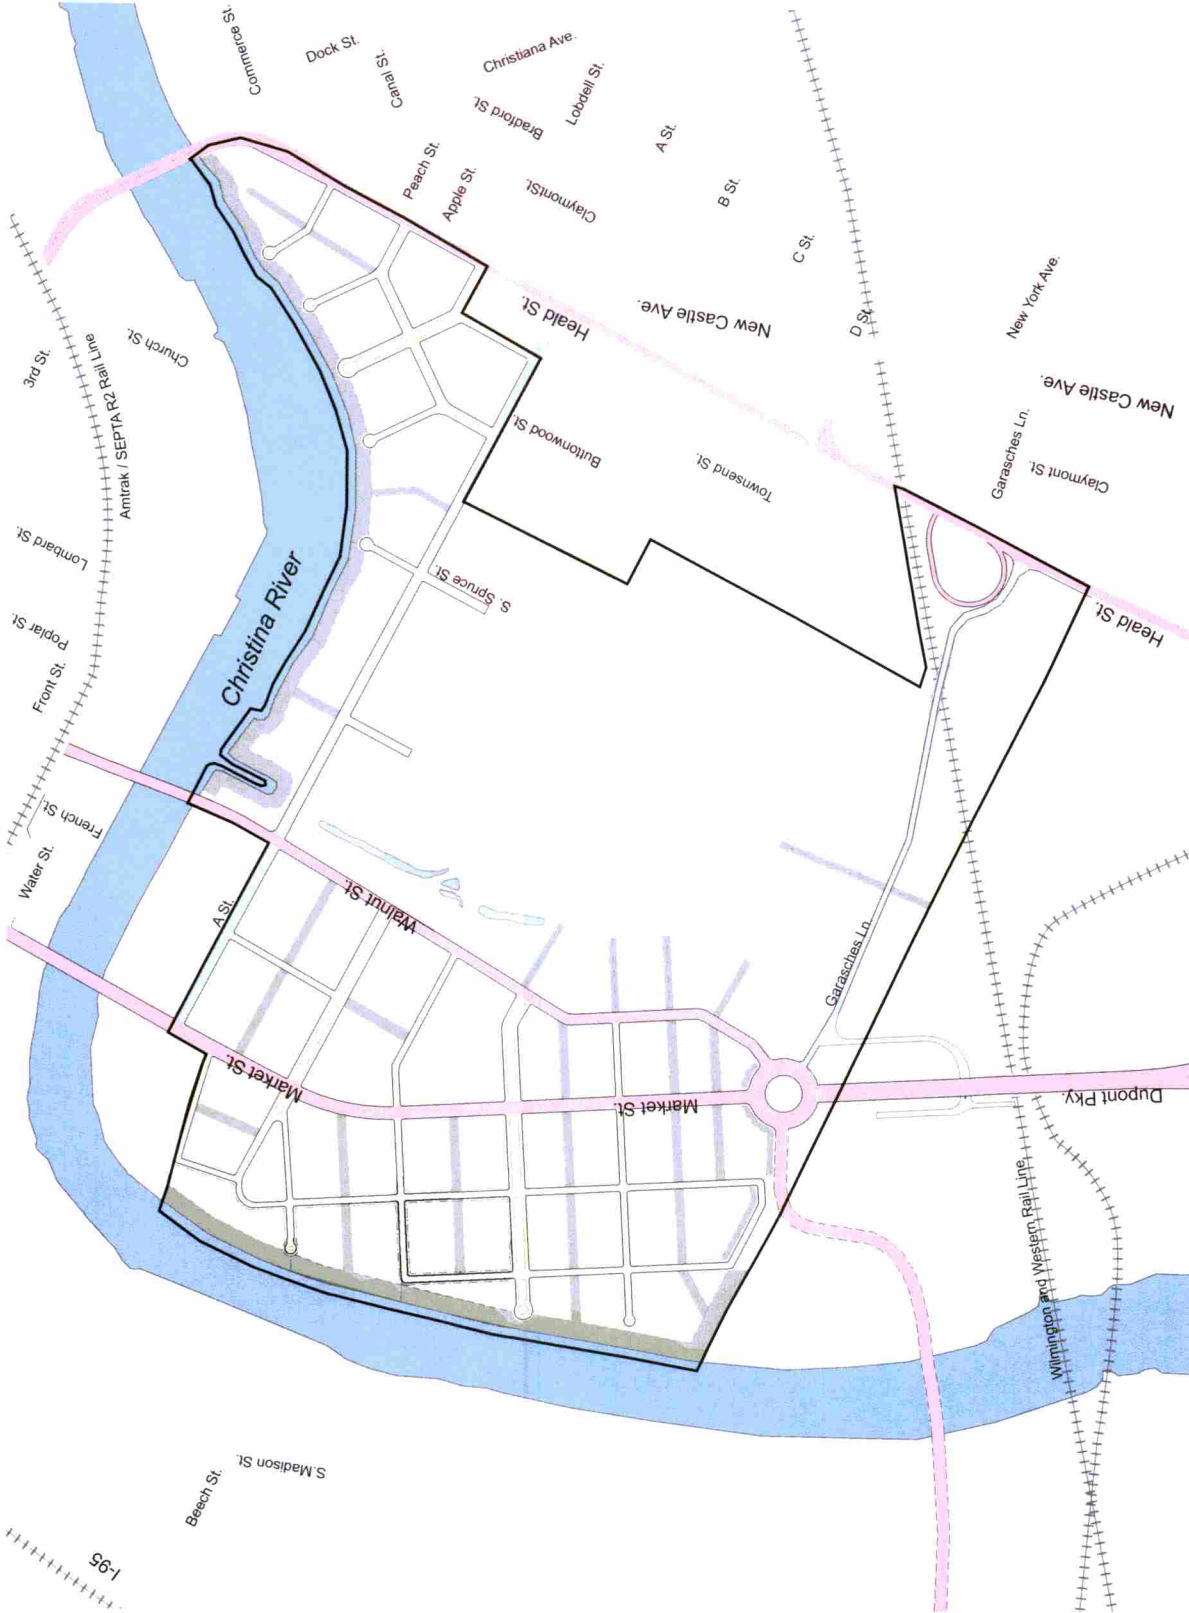 Commerce St.
Dock St.
Canal St.
Christiana Ave.
Lobdell St.
Bradford St.
A St.
Peach St.
Apple St.
ClaymontSt.
B St.
C St.
D St.
Heald St.
New Castle Ave.
New York Ave.
New Castle Ave.
Garasches Ln.
Claymont St.
Heald St.
3rd St.
Church St.
Amtrak / SEPTA R2 Rail Line
Lombard St.
Poplar St.
Front St.
French St.
Water St.
Christina River
Buttonwood St.
Townsend St.
S. Spruce St.
A St.
Walnut St.
Market St.
Market St.
Garasches Ln.
Dupont Pky.
Wilmington and Western Rail Line
S.Madison St.
Beech St.
I-95